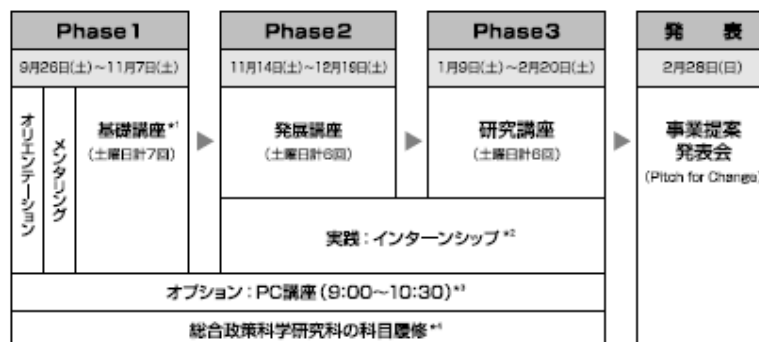 Phase1
9月26日(土)〜11月7日(土)
オリエンテーション
メンタリング
基礎講座*1
(土曜日計7回)
Phase2
11月14日(土)〜12月19日(土)
発展講座
(土曜日計6回)
Phase3
1月9日(土)〜2月20日(土)
研究講座
(土曜日計6回)
実践：インターンシップ*2
オプション：PC講座(9:00〜10:30)*3
総合政策科学研究科の科目履修*4
発 表
2月28日(日)
事業提案
発表会
(Pitch for Change)